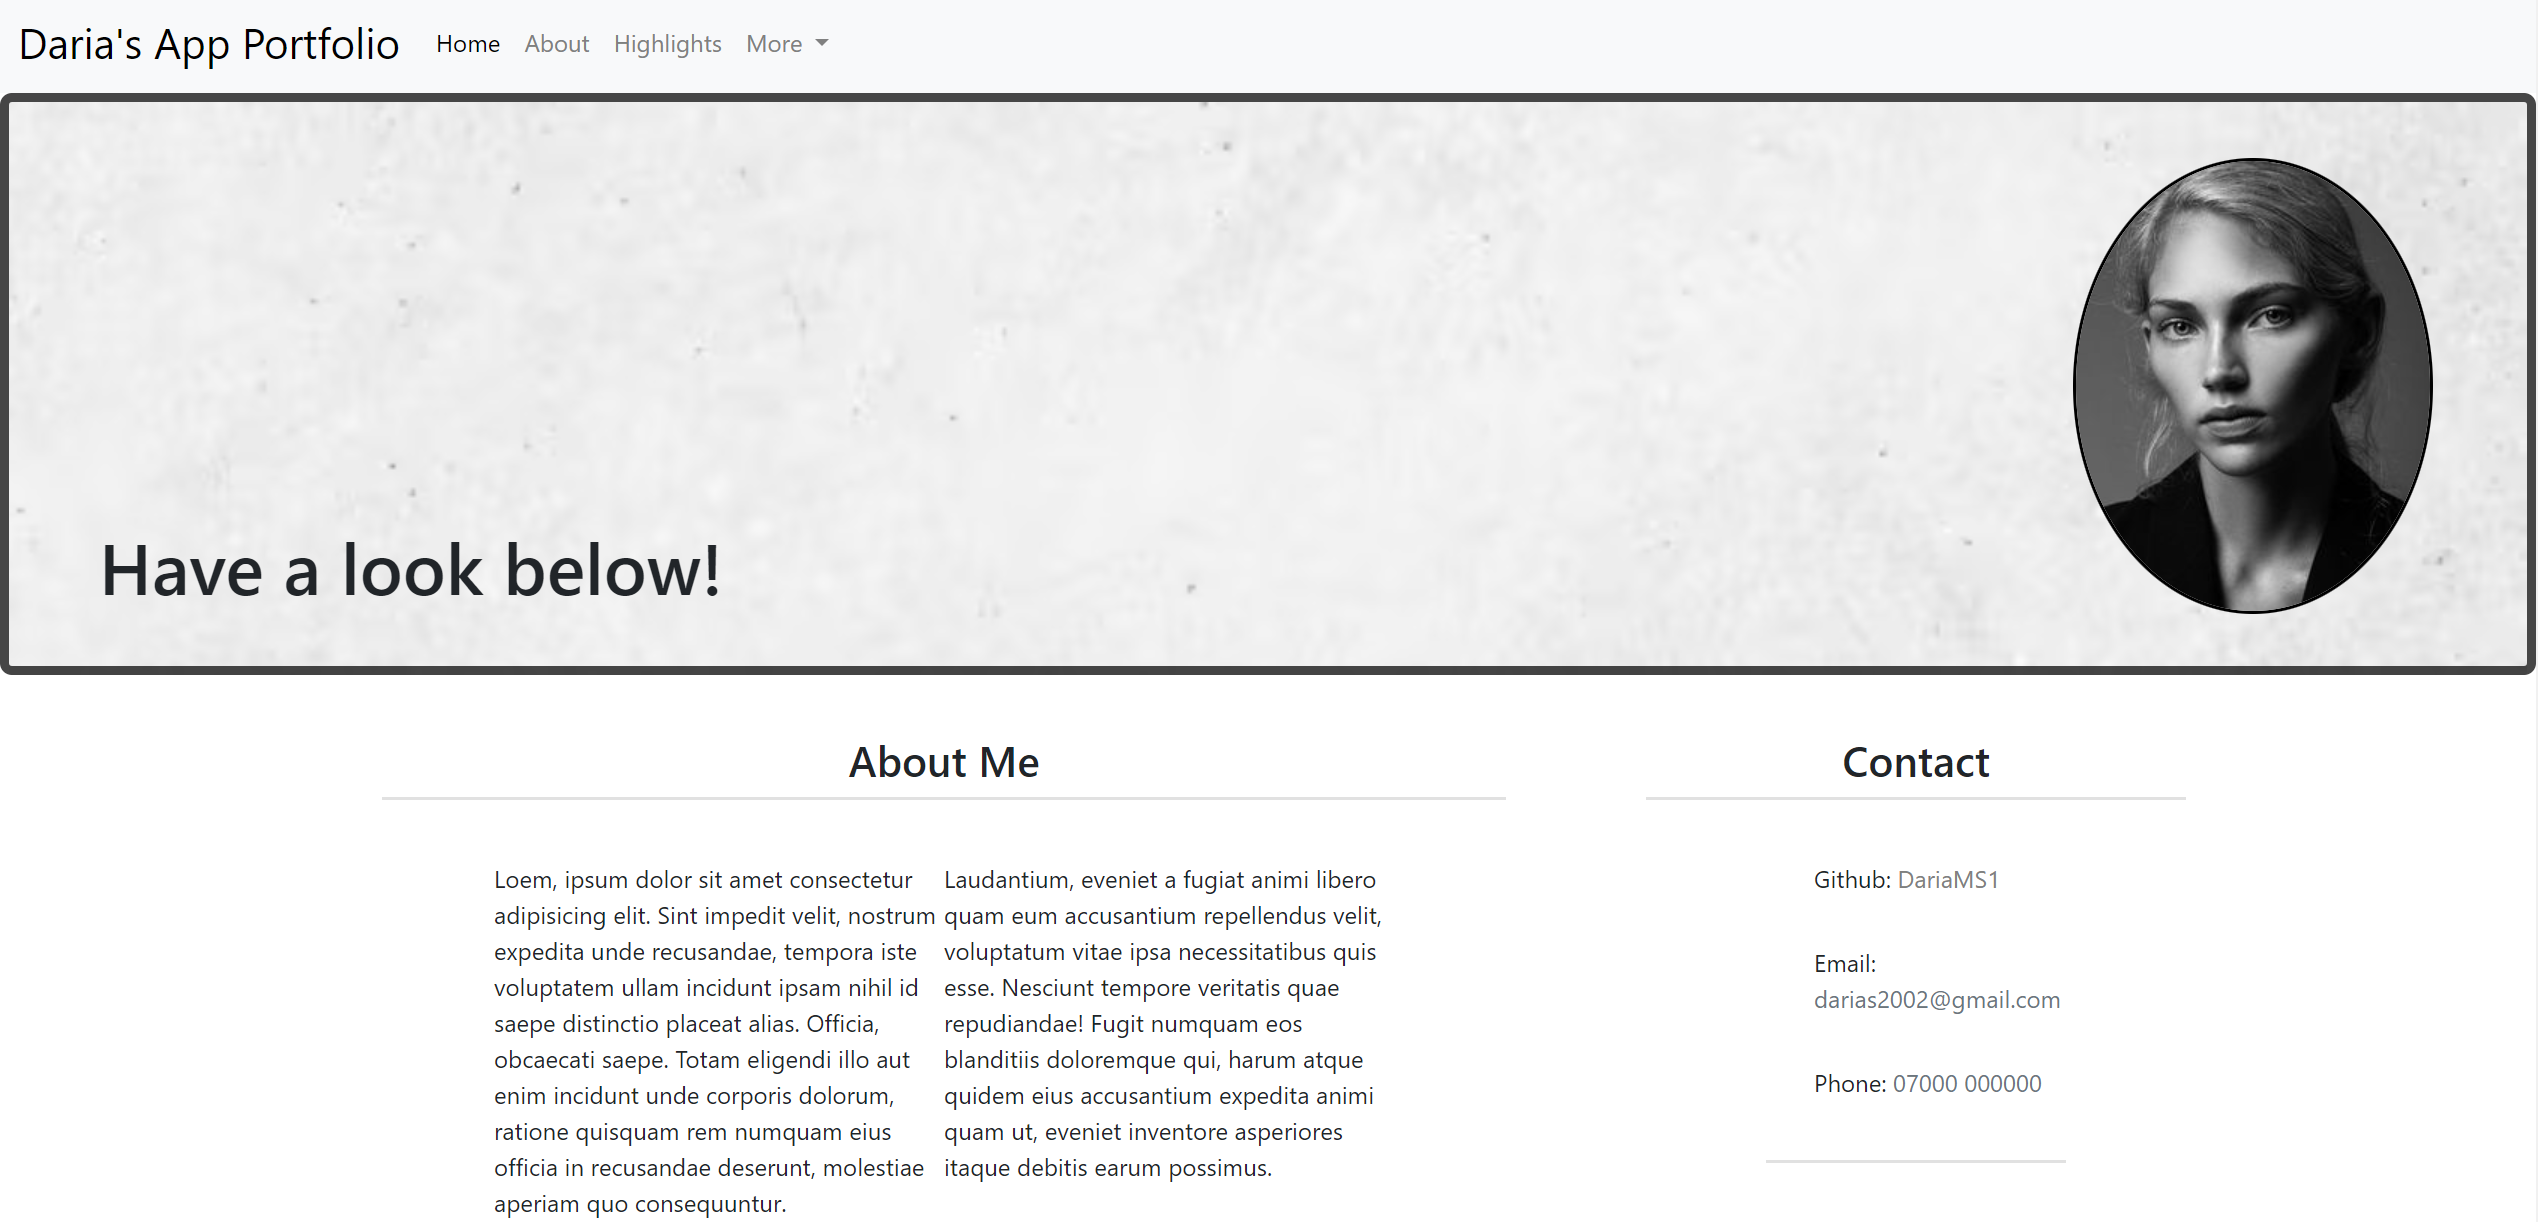 Daria's App Portfolio Home About Highlights More
Have a look below!
About Me
Loem, ipsum dolor sit amet consectetur
adipisicing elit. Sint impedit velit, nostrum
expedita unde recusandae, tempora iste
voluptatem ullam incidunt ipsam nihil id
saepe distinctio placeat alias. Officia,
obcaecati saepe. Totam eligendi illo aut
enim incidunt unde corporis dolorum,
ratione quisquam rem numquam eius
officia in recusandae deserunt, molestiae
aperiam quo consequuntur.
Laudantium, eveniet a fugiat animi libero
quam eum accusantium repellendus velit,
voluptatum vitae ipsa necessitatibus quis
esse. Nesciunt tempore veritatis quae
repudiandae! Fugit numquam eos
blanditiis doloremque qui, harum atque
quidem eius accusantium expedita animi
quam ut, eveniet inventore asperiores
itaque debitis earum possimus.
Contact
Github: DariaMS1
Email:
darias2002@gmail.com
Phone: 07000 000000